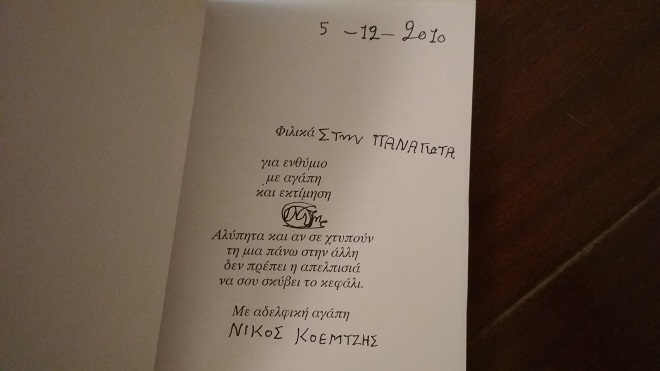 5 -12- 2010
Φιλικά ΣΤην ΠΑΝΑΓΙΩΤΑ
για ενθύμιο
με αγάπη
και εκτίμηση
Αλύπητα και αν σε χτυπούν
τη μια πάνω στην άλλη
δεν πρέπει η απελπισιά
να σου σκύβει το κεφάλι.
Με αδελφική αγάπη
ΝΙΚΟΣ ΚΟΕΜΤΖΗΣ